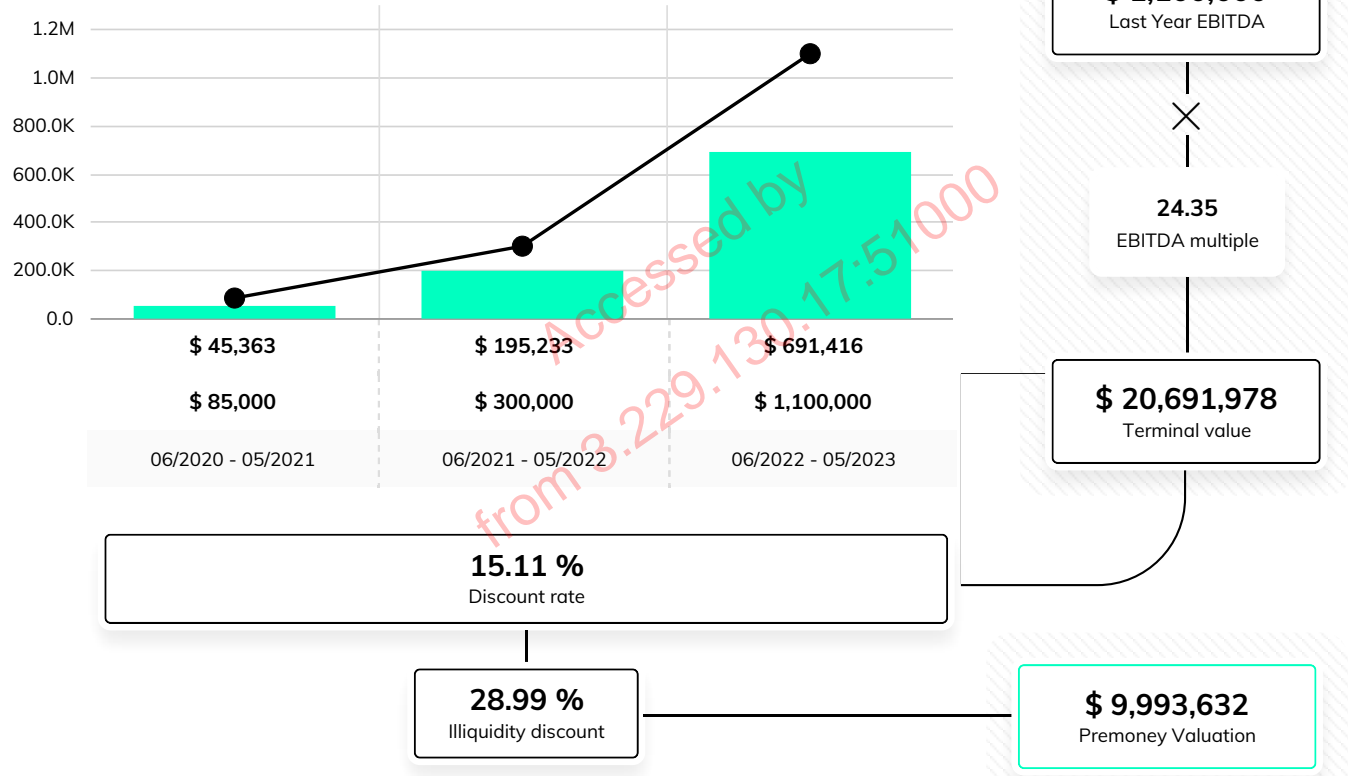 1.2M
1.0M
800.0K
600.0K
400.0K
200.0K
0.0
$ 45,363
$ 195,233
$ 691,416
$ 85,000
$ 300,000
$ 1,100,000
06/2020 - 05/2021
06/2021 - 05/2022
06/2022 - 05/2023
Last Year EBITDA
24.35
EBITDA multiple
$ 20,691,978
Terminal value
15.11 %
Discount rate
28.99 %
Illiquidity discount
$ 9,993,632
Premoney Valuation
Accessed by
from 3.229.130.17:51000